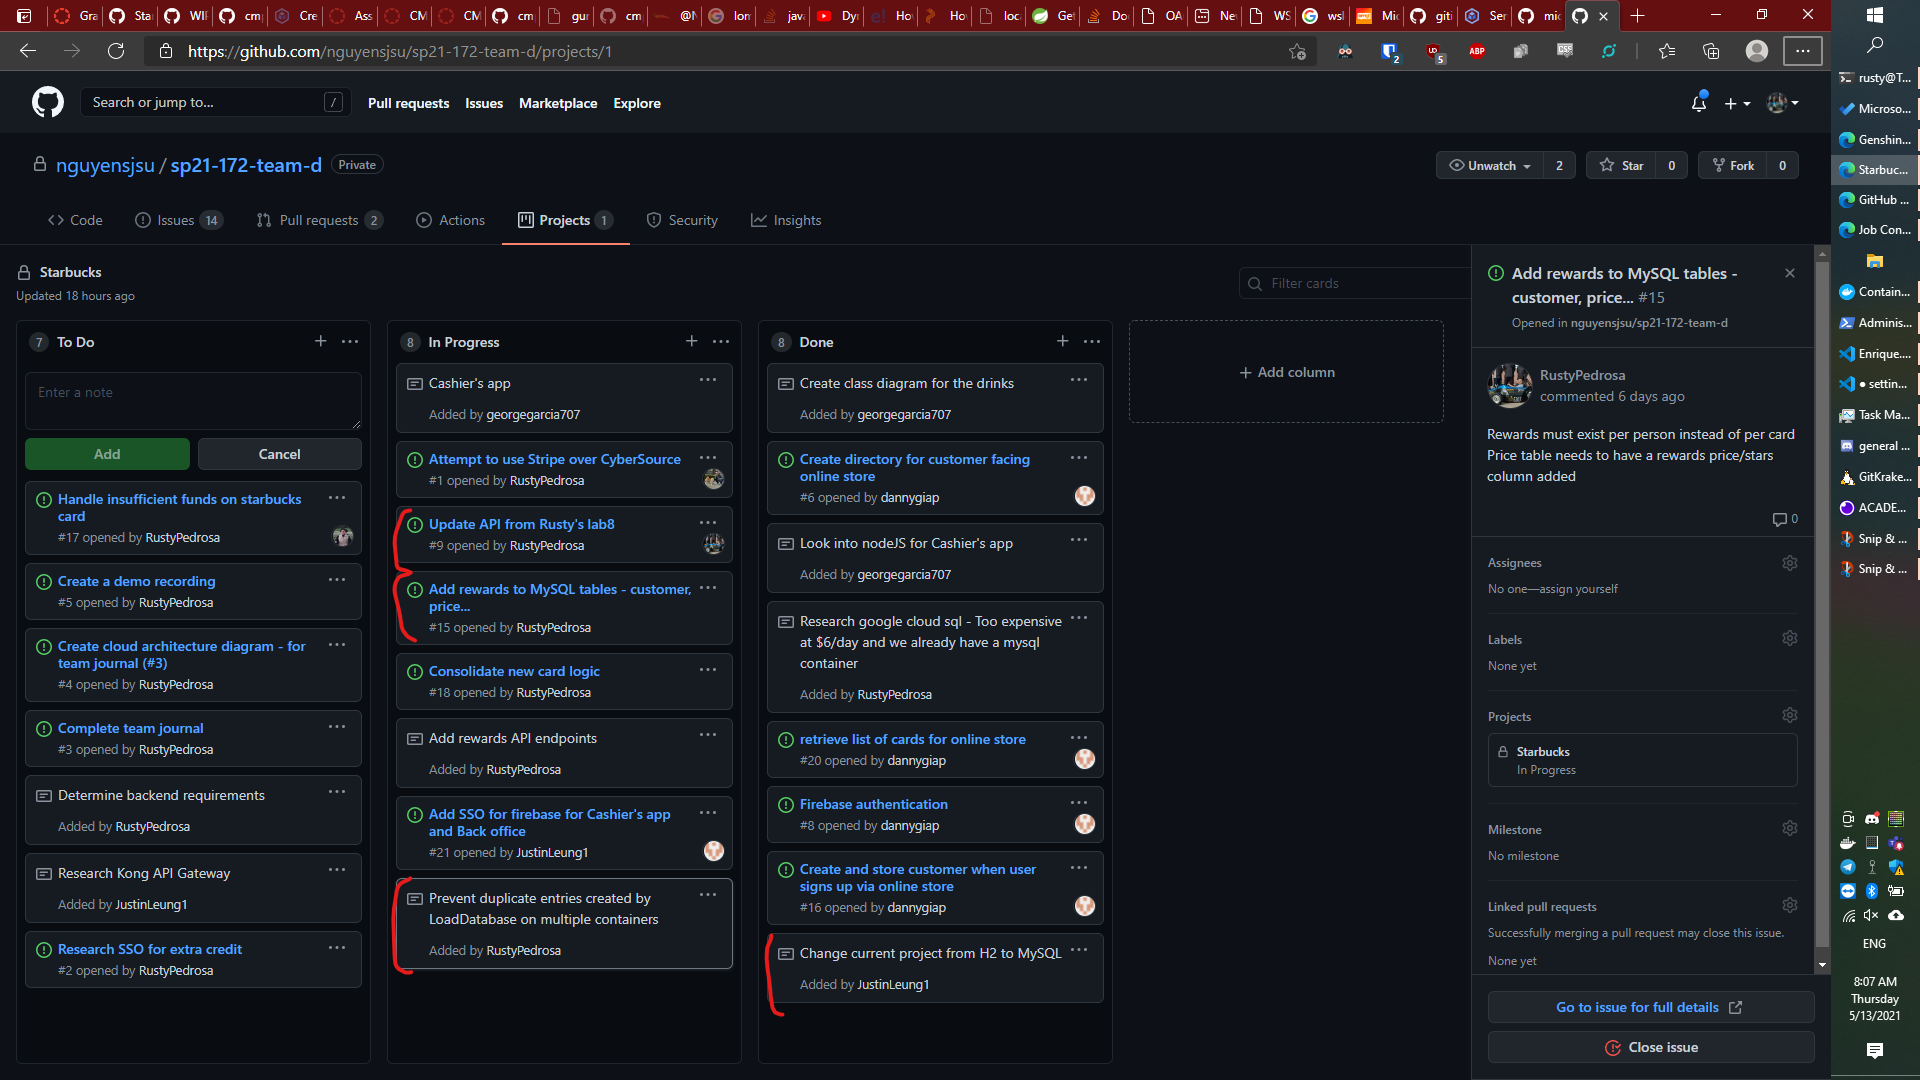 Gra
Sta
WIP
cm
Cre
Ass
CM
CM
cm
gur
cm
@N
lom
java
Dy
Ho
Ho
loca
Get
Do
OA
Ne
WS
wsl
Mic
giti
Ser
mic
https://github.com/nguyensjsu/sp21-172-team-d/projects/1
2
5
ABP
CSP
Search or jump to...
/
Pull requests
Issues
Marketplace
Explore
nguyensjsu / sp21-172-team-d
Private
Unwatch
2
Star
0
Fork
0
Code
Issues 14
Pull requests 2
Actions
Projects 1
Security
Insights
Starbucks
Updated 18 hours ago
Filter cards
7 To Do
Enter a note
Add
Cancel
Handle insufficient funds on starbucks
card
#17 opened by RustyPedrosa
Create a demo recording
#5 opened by RustyPedrosa
Create cloud architecture diagram - for
team journal (#3)
#4 opened by RustyPedrosa
Complete team journal
#3 opened by RustyPedrosa
Determine backend requirements
Added by RustyPedrosa
Research Kong API Gateway
Added by JustinLeung1
Research SSO for extra credit
#2 opened by RustyPedrosa
8 In Progress
Cashier's app
Added by georgegarcia707
Attempt to use Stripe over CyberSource
#1 opened by RustyPedrosa
Update API from Rusty's lab8
#9 opened by RustyPedrosa
Add rewards to MySQL tables - customer,
price...
#15 opened by RustyPedrosa
Consolidate new card logic
#18 opened by RustyPedrosa
Add rewards API endpoints
Added by RustyPedrosa
Add SSO for firebase for Cashier's app
and Back office
#21 opened by JustinLeung1
Prevent duplicate entries created by
LoadDatabase on multiple containers
Added by RustyPedrosa
8 Done
Create class diagram for the drinks
Added by georgegarcia707
Create directory for customer facing
online store
#6 opened by dannygiap
Look into nodeJS for Cashier's app
Added by georgegarcia707
Research google cloud sql - Too expensive
at $6/day and we already have a mysql
container
Added by RustyPedrosa
retrieve list of cards for online store
#20 opened by dannygiap
Firebase authentication
#8 opened by dannygiap
Create and store customer when user
signs up via online store
#16 opened by dannygiap
Change current project from H2 to MySQL
Added by JustinLeung1
Add column
Add rewards to MySQL tables -
customer, price... #15
Opened in nguyensjsu/sp21-172-team-d
RustyPedrosa
commented 6 days ago
Rewards must exist per person instead of per card
Price table needs to have a rewards price/stars
column added
0
Assignees
No one—assign yourself
Labels
None yet
Projects
Starbucks
In Progress
Milestone
No milestone
Linked pull requests
Successfully merging a pull request may close this issue.
None yet
Go to issue for full details
Close issue
rusty@T...
Microso...
Genshin...
Starbuc...
GitHub ...
Job Con...
Contain...
Adminis...
Enrique....
● settin...
Task Ma...
general ...
GitKrake...
ACADE...
Snip & ...
Snip & ...
ENG
8:07 AM
Thursday
5/13/2021